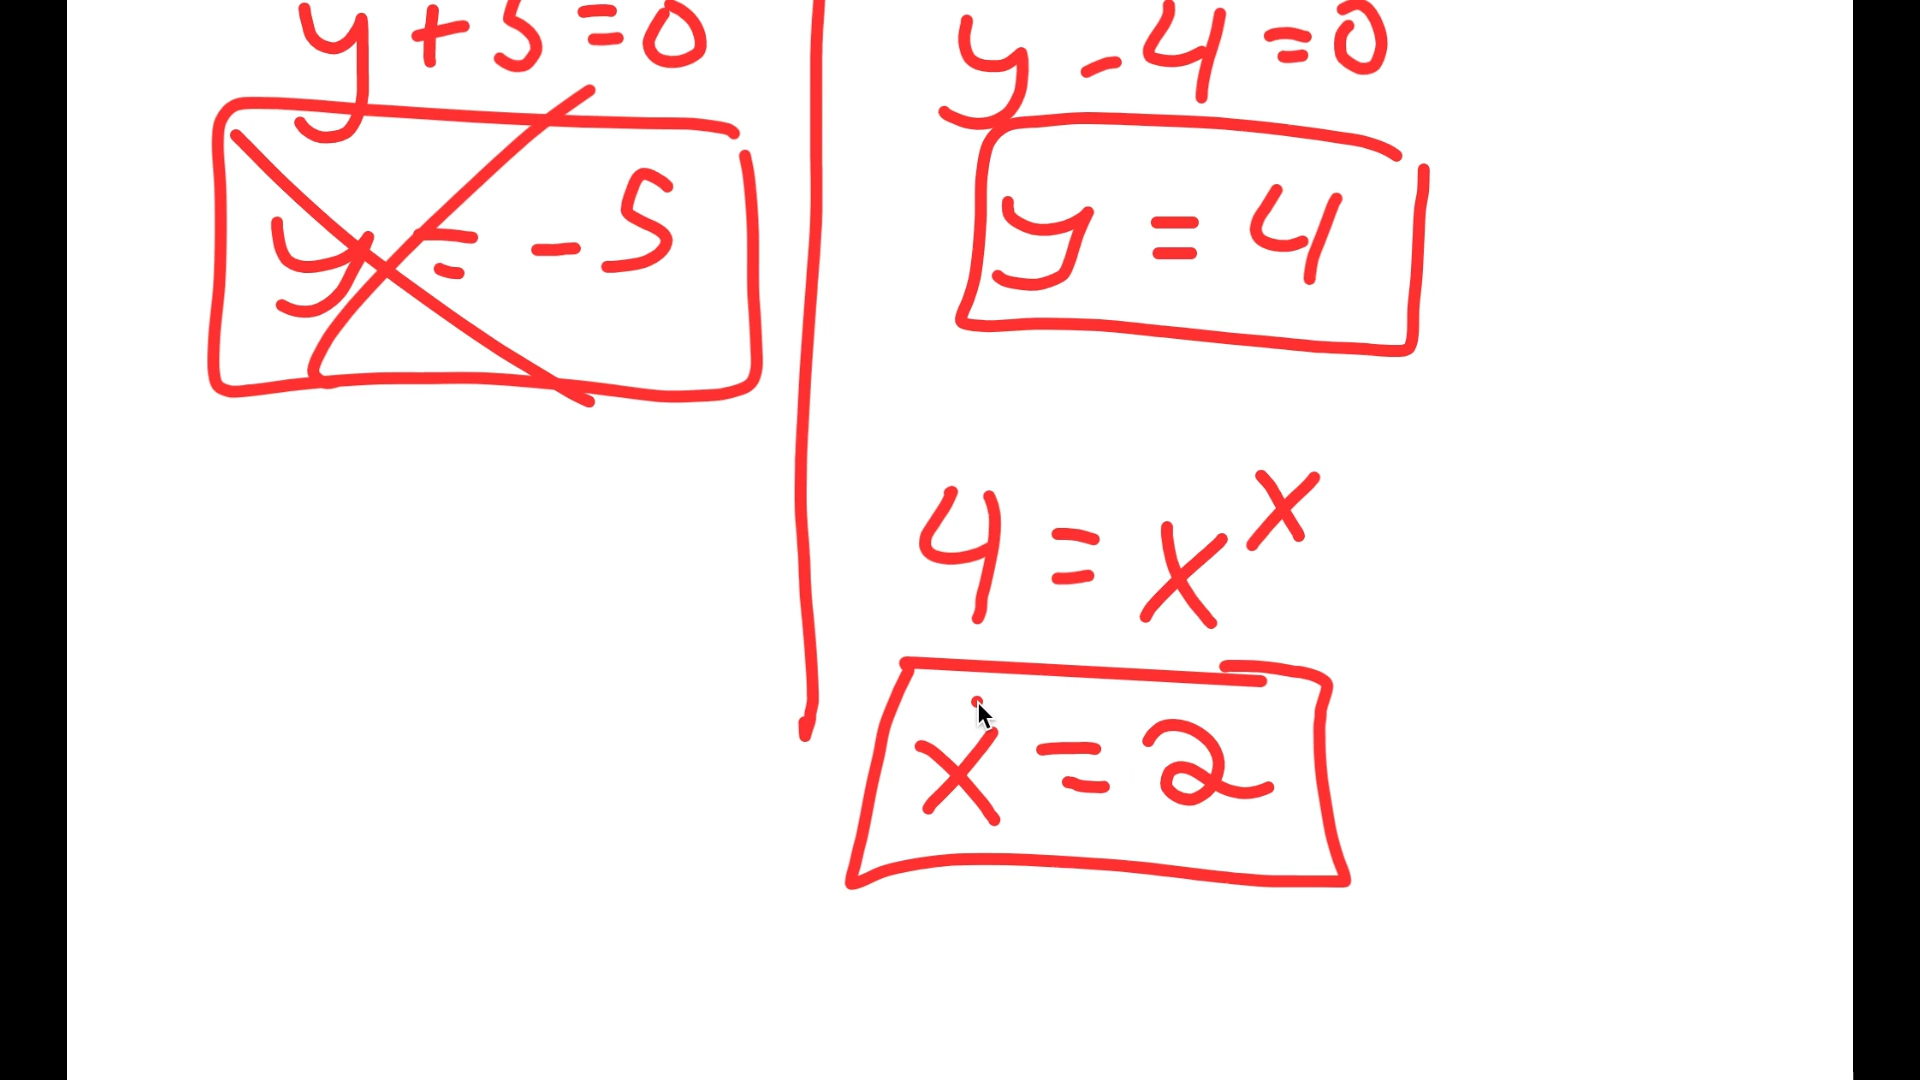 y + 5 = 0
y = - 5
y - 4 = 0
y = 4
4 = x^x
x = 2